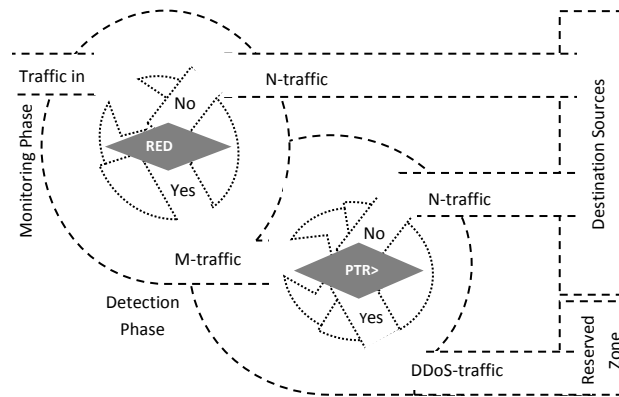 Traffic in
N-traffic
No
RED
Yes
Monitoring Phase
Destination Sources
N-traffic
No
M-traffic
PTR>
Detection
Phase
Yes
DDoS-traffic
Reserved
Zone